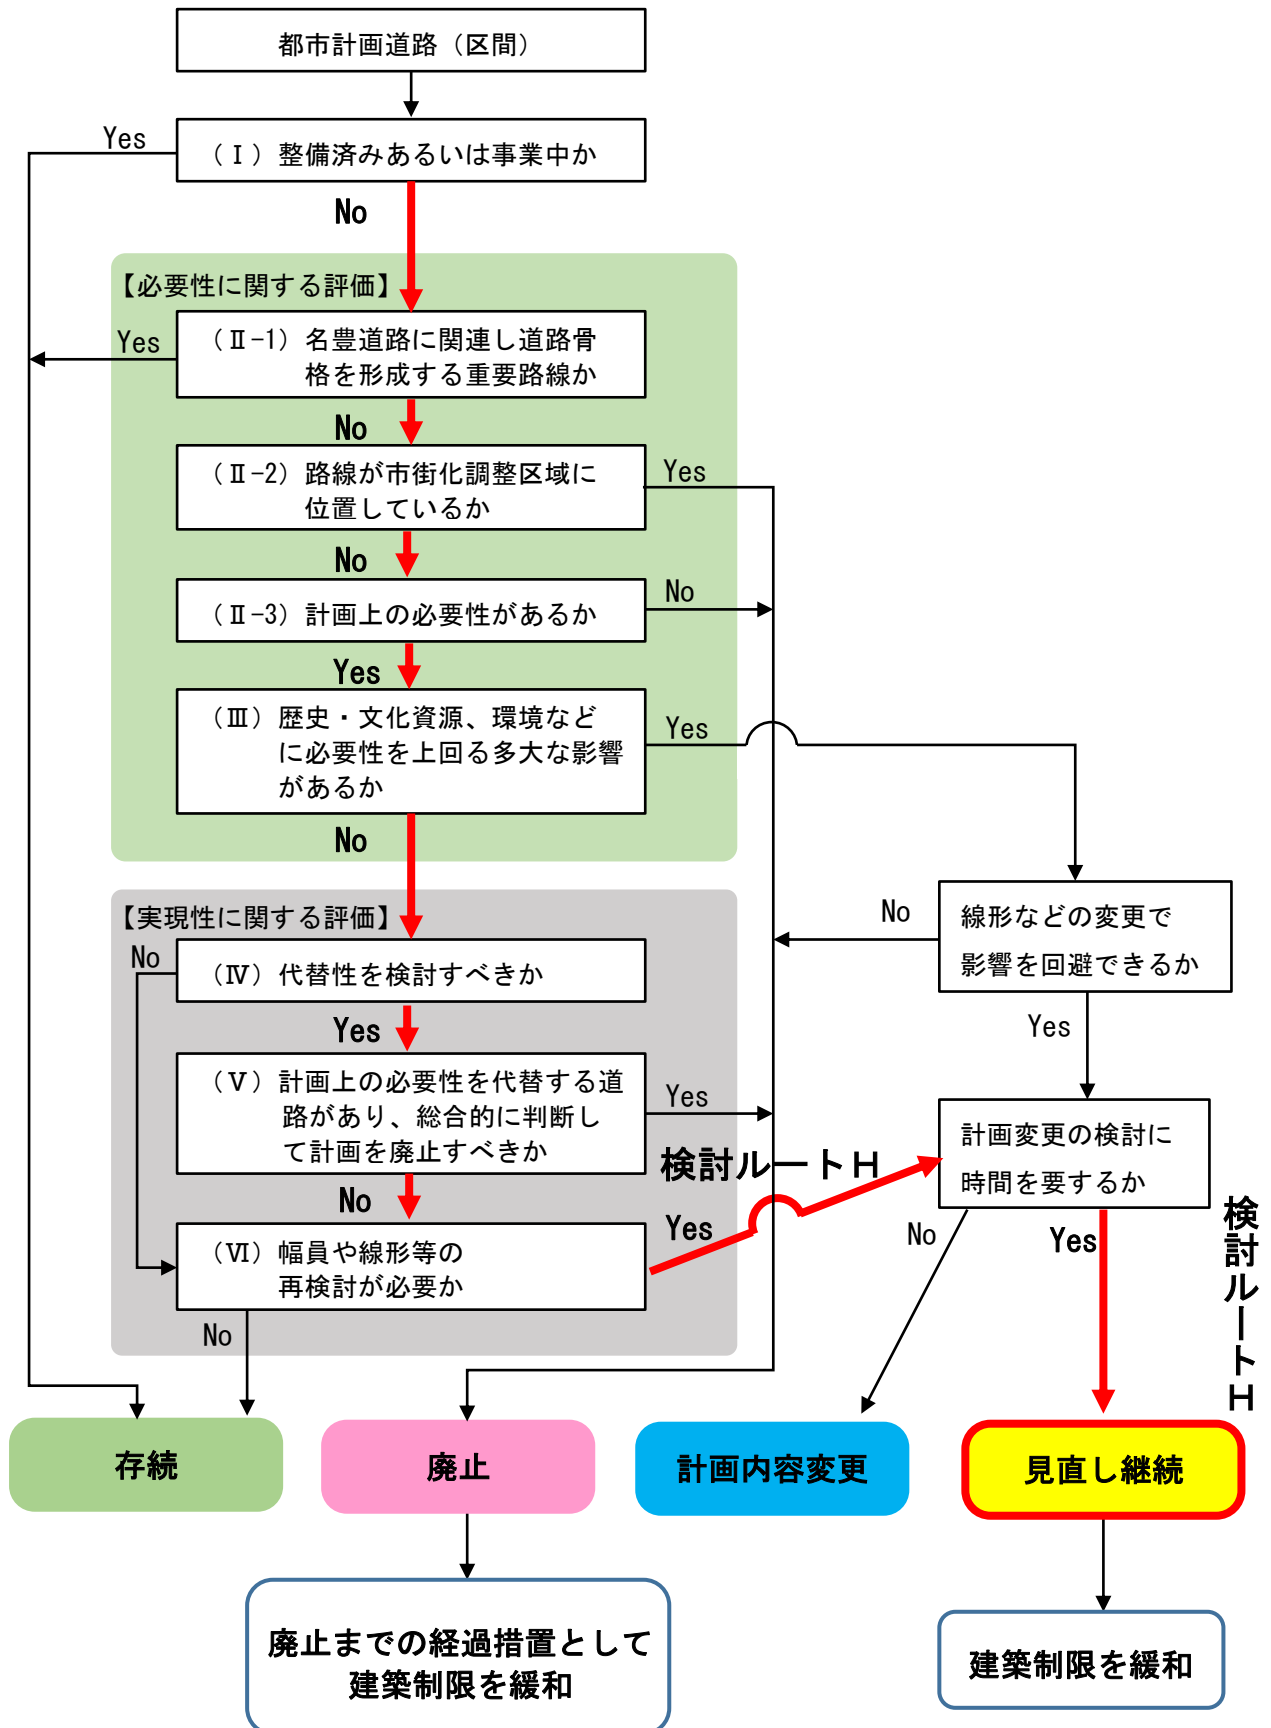 都市計画道路（区間）
Yes
（Ⅰ）整備済みあるいは事業中か
No
【必要性に関する評価】
Yes
（Ⅱ-1）名豊道路に関連し道路骨
格を形成する重要路線か
No
（Ⅱ-2）路線が市街化調整区域に
位置しているか
Yes
No
（Ⅱ-3）計画上の必要性があるか
No
Yes
（Ⅲ）歴史・文化資源、環境など
に必要性を上回る多大な影響
があるか
Yes
No
【実現性に関する評価】
No
（Ⅳ）代替性を検討すべきか
No
線形などの変更で
影響を回避できるか
Yes
Yes
（Ⅴ）計画上の必要性を代替する道
路があり、総合的に判断し
て計画を廃止すべきか
Yes
検討ルートH
計画変更の検討に
時間を要するか
No
（Ⅵ）幅員や線形等の
再検討が必要か
Yes
No
No
Yes
検討ルートH
存続
廃止
計画内容変更
見直し継続
廃止までの経過措置として
建築制限を緩和
建築制限を緩和